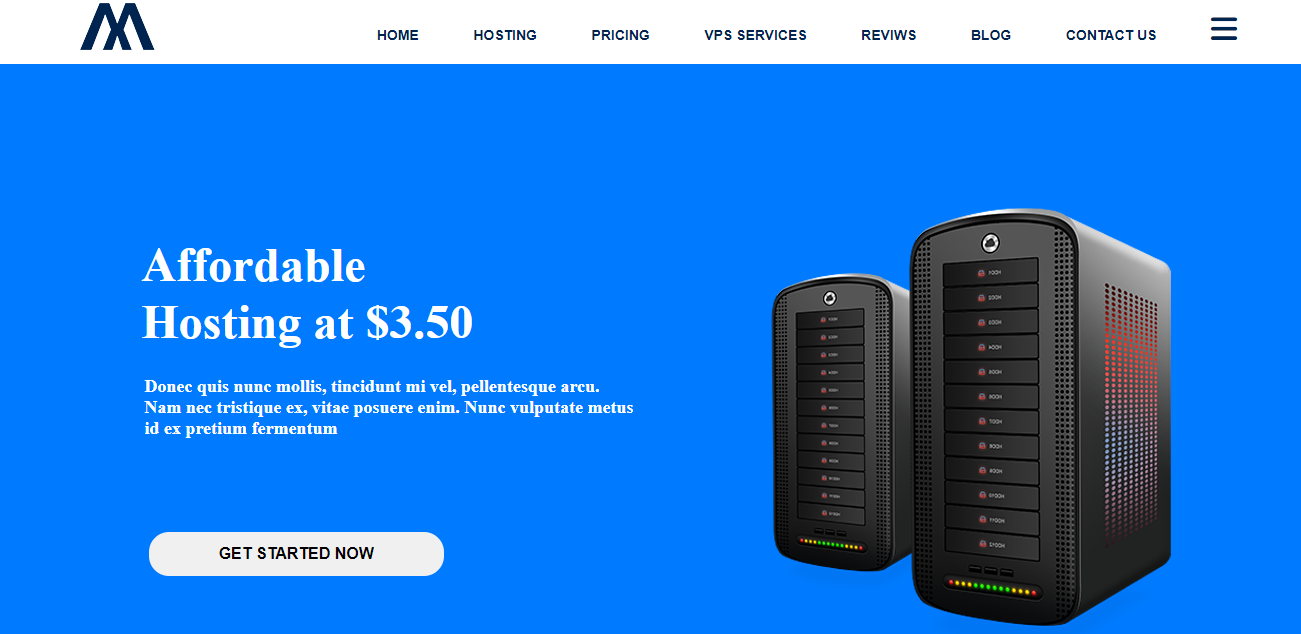 HOME HOSTING PRICING VPS SERVICES REVIWS BLOG CONTACT US
Affordable
Hosting at $3.50
Donec quis nunc mollis, tincidunt mi vel, pellentesque arcu.
Nam nec tristique ex, vitae posuere enim. Nunc vulputate metus
id ex pretium fermentum
GET STARTED NOW